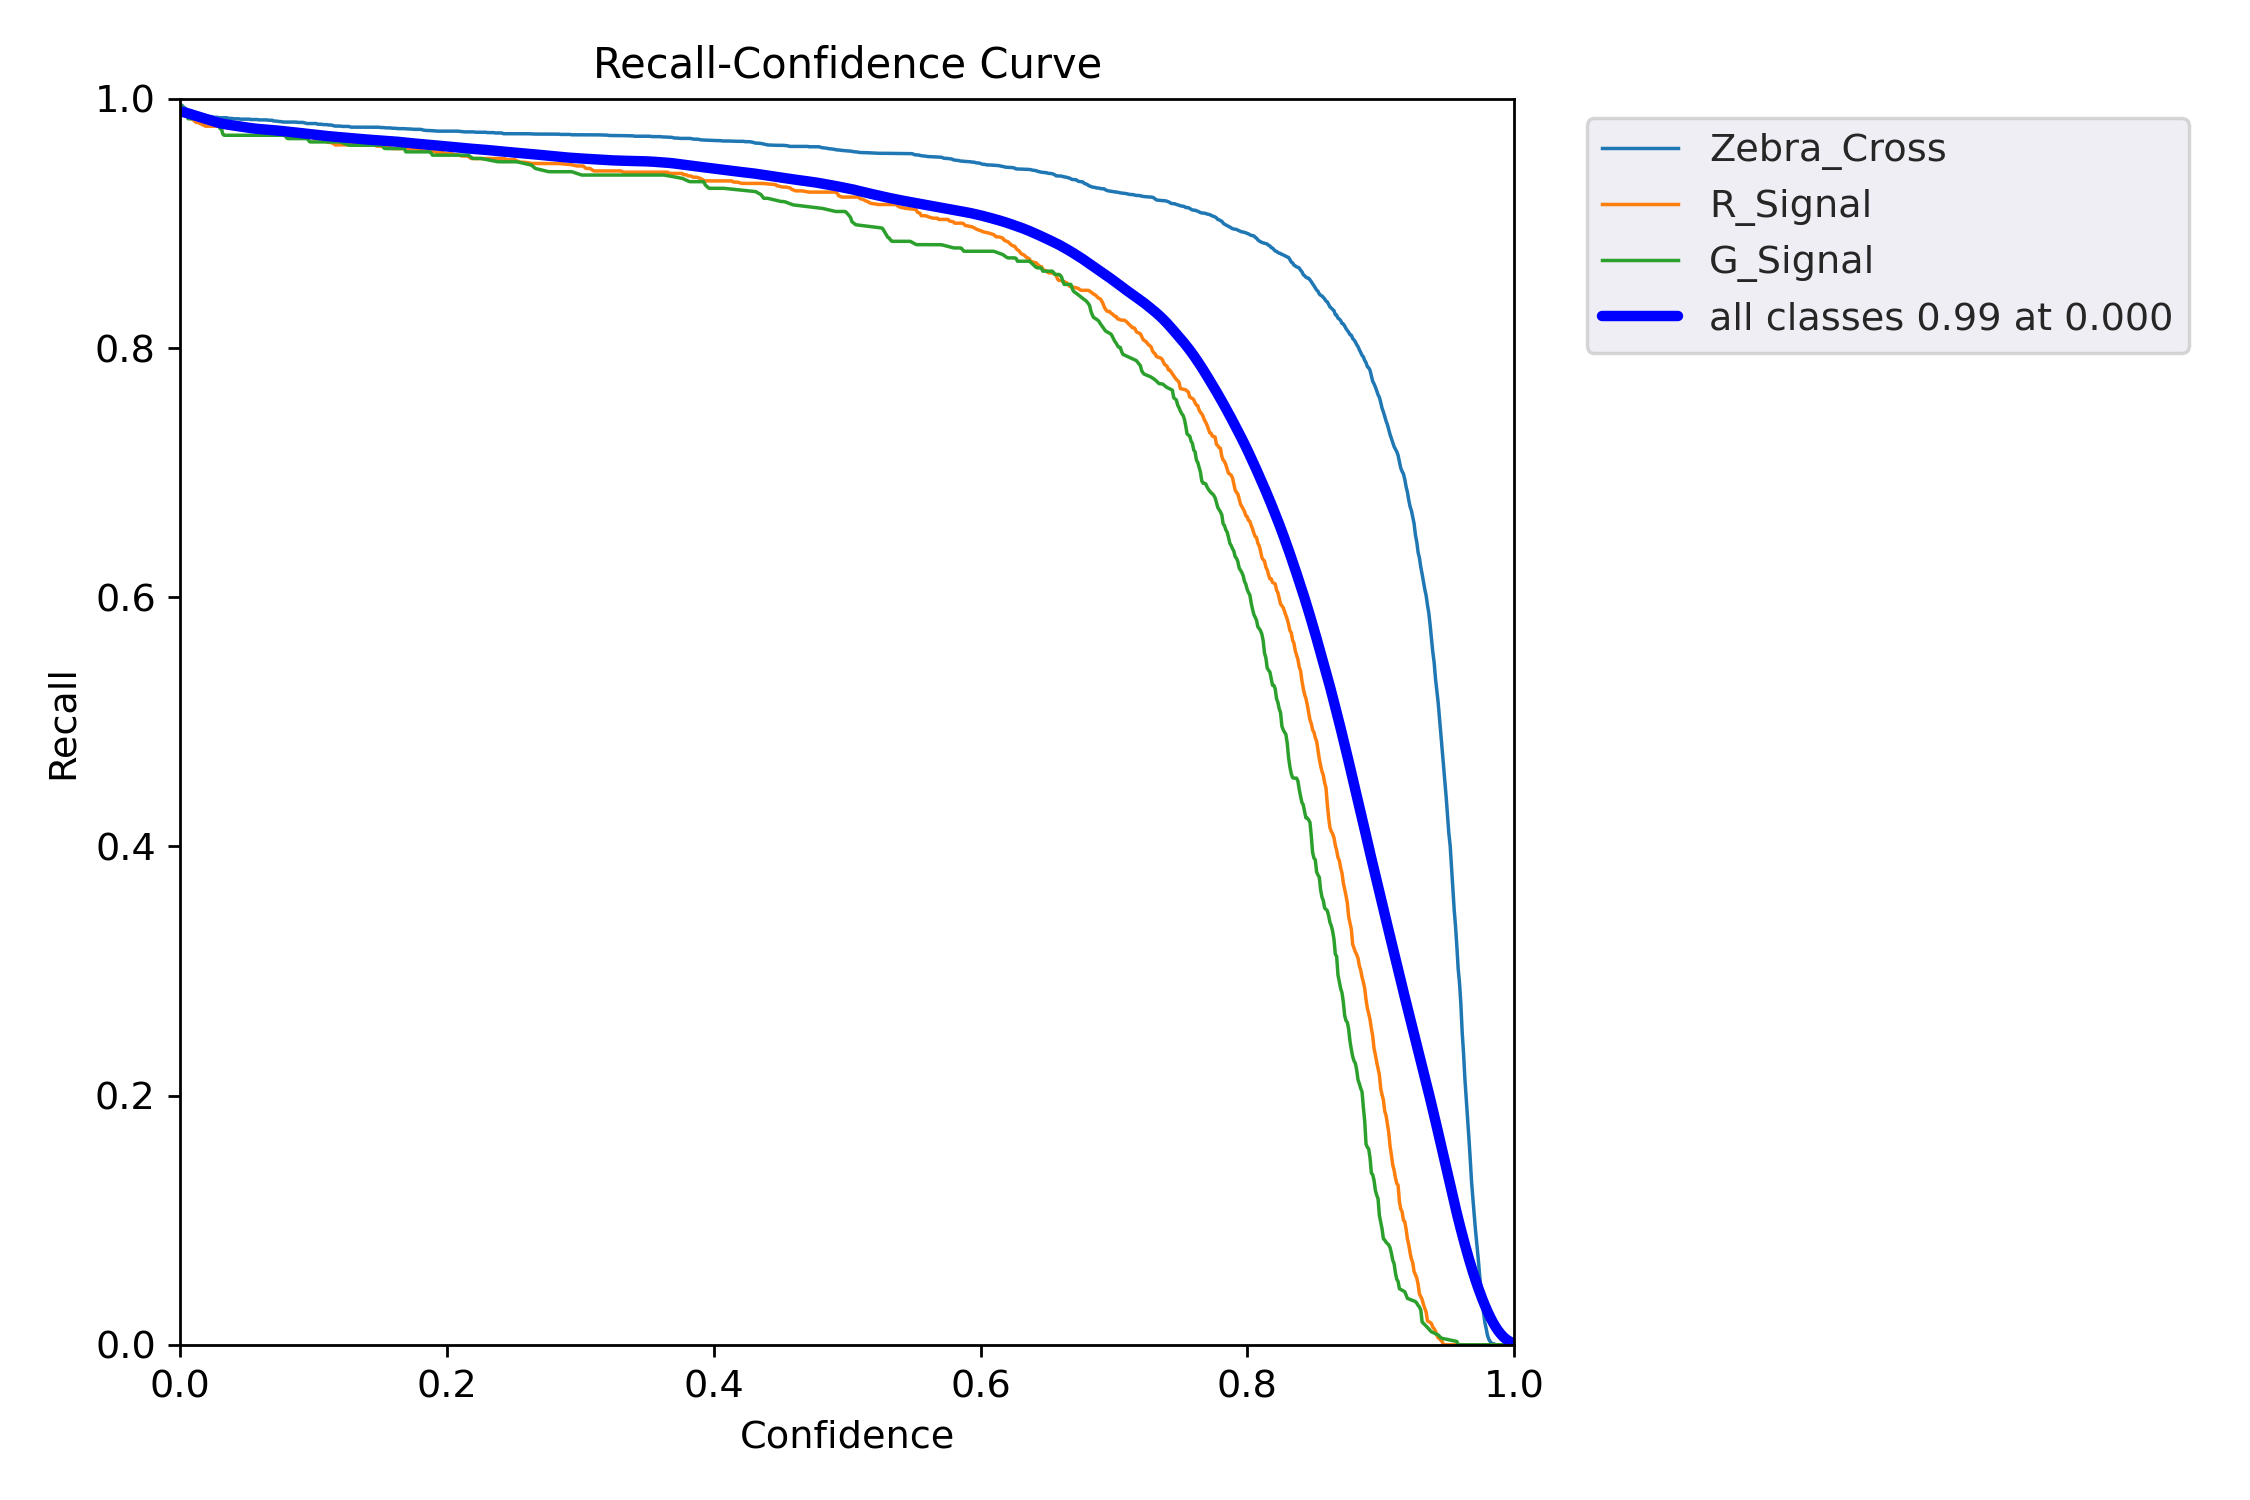 Recall-Confidence Curve
1.0
0.8
0.6
0.4
0.2
0.0
Recall
0.0 0.2 0.4 0.6 0.8 1.0
Confidence
Zebra_Cross
R_Signal
G_Signal
all classes 0.99 at 0.000